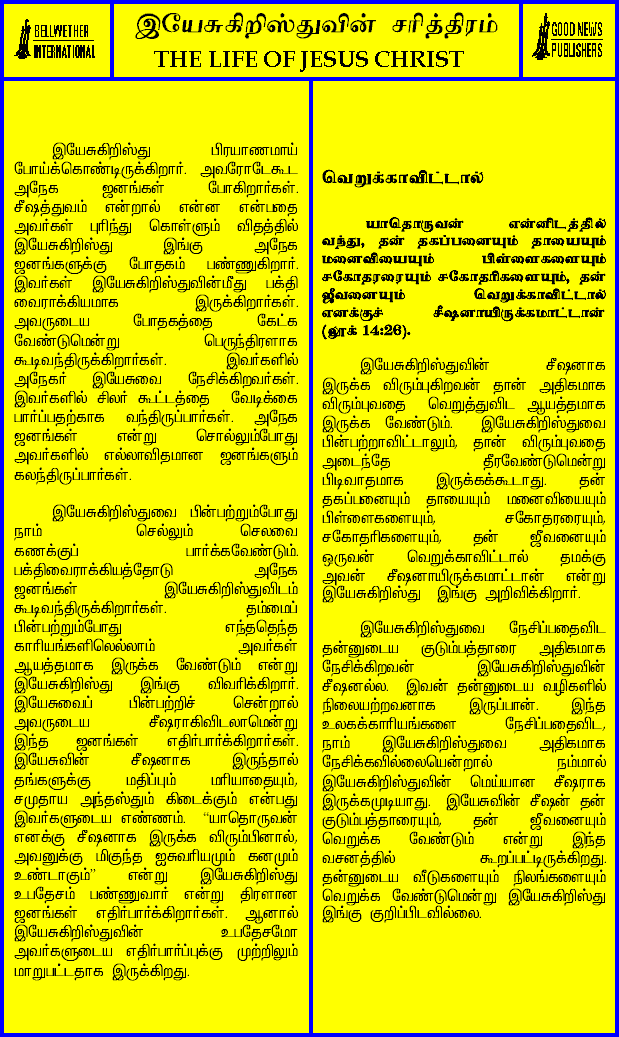 BELLWETHER
INTERNATIONAL
இயேசுகிறிஸ்துவின் சரித்திரம்
THE LIFE OF JESUS CHRIST
GOOD NEWS
PUBLISHERS
இயேசுகிறிஸ்து பிரயாணமாய்
போய்க்கொண்டிருக்கிறார். அவரோடேகூட
அநேக ஜனங்கள் போகிறார்கள்.
சீஷத்துவம் என்றால் என்ன என்பதை
அவர்கள் புரிந்து கொள்ளும் விதத்தில்
இயேசுகிறிஸ்து இங்கு அநேக
ஜனங்களுக்கு போதகம் பண்ணுகிறார்.
இவர்கள் இயேசுகிறிஸ்துவின்மீது பக்தி
வைராக்கியமாக இருக்கிறார்கள்.
அவருடைய போதகத்தை கேட்க
வேண்டுமென்று பெருந்திரளாக
கூடிவந்திருக்கிறார்கள். இவர்களில்
அநேகர் இயேசுவை நேசிக்கிறவர்கள்.
இவர்களில் சிலர் கூட்டத்தை வேடிக்கை
பார்ப்பதற்காக வந்திருப்பார்கள். அநேக
ஜனங்கள் என்று சொல்லும்போது
அவர்களில் எல்லாவிதமான ஜனங்களும்
கலந்திருப்பார்கள்.
இயேசுகிறிஸ்துவை பின்பற்றும்போது
நாம் செல்லும் செலவை
கணக்குப் பார்க்கவேண்டும்.
பக்திவைராக்கியத்தோடு அநேக
ஜனங்கள் இயேசுகிறிஸ்துவிடம்
கூடிவந்திருக்கிறார்கள். தம்மைப்
பின்பற்றும்போது எந்தெந்த
காரியங்களிலெல்லாம் அவர்கள்
ஆயத்தமாக இருக்க வேண்டும் என்று
இயேசுகிறிஸ்து இங்கு விவரிக்கிறார்.
இயேசுவைப் பின்பற்றிச் சென்றால்
அவருடைய சீஷராகிவிடலாமென்று
இந்த ஜனங்கள் எதிர்பார்க்கிறார்கள்.
இயேசுவின் சீஷனாக இருந்தால்
தங்களுக்கு மதிப்பும் மரியாதையும்,
சமுதாய அந்தஸ்தும் கிடைக்கும் என்பது
இவர்களுடைய எண்ணம். “யாதொருவன்
எனக்கு சீஷனாக இருக்க விரும்பினால்,
அவனுக்கு மிகுந்த ஐசுவரியமும் கனமும்
உண்டாகும்” என்று இயேசுகிறிஸ்து
உபதேசம் பண்ணுவார் என்று திரளான
ஜனங்கள் எதிர்பார்க்கிறார்கள். ஆனால்
இயேசுகிறிஸ்துவின் உபதேசமோ
அவர்களுடைய எதிர்பார்ப்புக்கு முற்றிலும்
மாறுபட்டதாக இருக்கிறது.
வெறுக்காவிட்டால்
யாதொருவன் என்னிடத்தில்
வந்து, தன் தகப்பனையும் தாயையும்
மனைவியையும் பிள்ளைகளையும்
சகோதரரையும் சகோதரிகளையும், தன்
ஜீவனையும் வெறுக்காவிட்டால்
எனக்குச் சீஷனாயிருக்கமாட்டான்
(லூக் 14:26).
இயேசுகிறிஸ்துவின் சீஷனாக
இருக்க விரும்புகிறவன் தான் அதிகமாக
விரும்புவதை வெறுத்துவிட ஆயத்தமாக
இருக்க வேண்டும். இயேசுகிறிஸ்துவை
பின்பற்றாவிட்டாலும், தான் விரும்புவதை
அடைந்தே தீரவேண்டுமென்று
பிடிவாதமாக இருக்கக்கூடாது. தன்
தகப்பனையும் தாயையும் மனைவியையும்
பிள்ளைகளையும், சகோதரரையும்,
சகோதரிகளையும், தன் ஜீவனையும்
ஒருவன் வெறுக்காவிட்டால் தமக்கு
அவன் சீஷனாயிருக்கமாட்டான் என்று
இயேசுகிறிஸ்து இங்கு அறிவிக்கிறார்.
இயேசுகிறிஸ்துவை நேசிப்பதைவிட
தன்னுடைய குடும்பத்தாரை அதிகமாக
நேசிக்கிறவன் இயேசுகிறிஸ்துவின்
சீஷனல்ல. இவன் தன்னுடைய வழிகளில்
நிலையற்றவனாக இருப்பான். இந்த
உலகக்காரியங்களை நேசிப்பதைவிட,
நாம் இயேசுகிறிஸ்துவை அதிகமாக
நேசிக்கவில்லையென்றால் நம்மால்
இயேசுகிறிஸ்துவின் மெய்யான சீஷராக
இருக்கமுடியாது. இயேசுவின் சீஷன் தன்
குடும்பத்தாரையும், தன் ஜீவனையும்
வெறுக்க வேண்டும் என்று இந்த
வசனத்தில் கூறப்பட்டிருக்கிறது.
தன்னுடைய வீடுகளையும் நிலங்களையும்
வெறுக்க வேண்டுமென்று இயேசுகிறிஸ்து
இங்கு குறிப்பிடவில்லை.